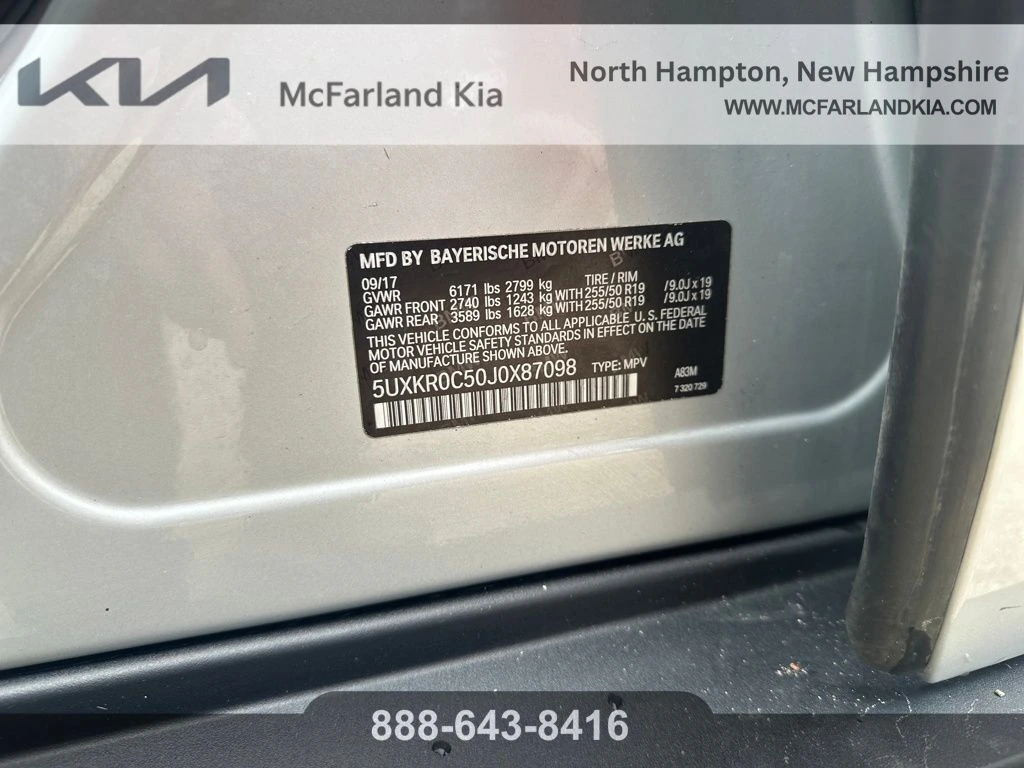 KIA
McFarland Kia
North Hampton, New Hampshire
WWW.MCFARLANDKIA.COM
MFD BY BAYERISCHE MOTOREN WERKE AG
09/17 TIRE / RIM
GVWR 6171 lbs 2799 kg
GAWR FRONT 2740 lbs 1243 kg WITH 255/50 R19 /9.0J x 19
GAWR REAR 3589 lbs 1628 kg WITH 255/50 R19 /9.0J x 19
THIS VEHICLE CONFORMS TO ALL APPLICABLE U.S. FEDERAL
MOTOR VEHICLE SAFETY STANDARDS IN EFFECT ON THE DATE
OF MANUFACTURE SHOWN ABOVE.
5UXKR0C50J0X87098 TYPE: MPV A83M
7 320 729
888-643-8416